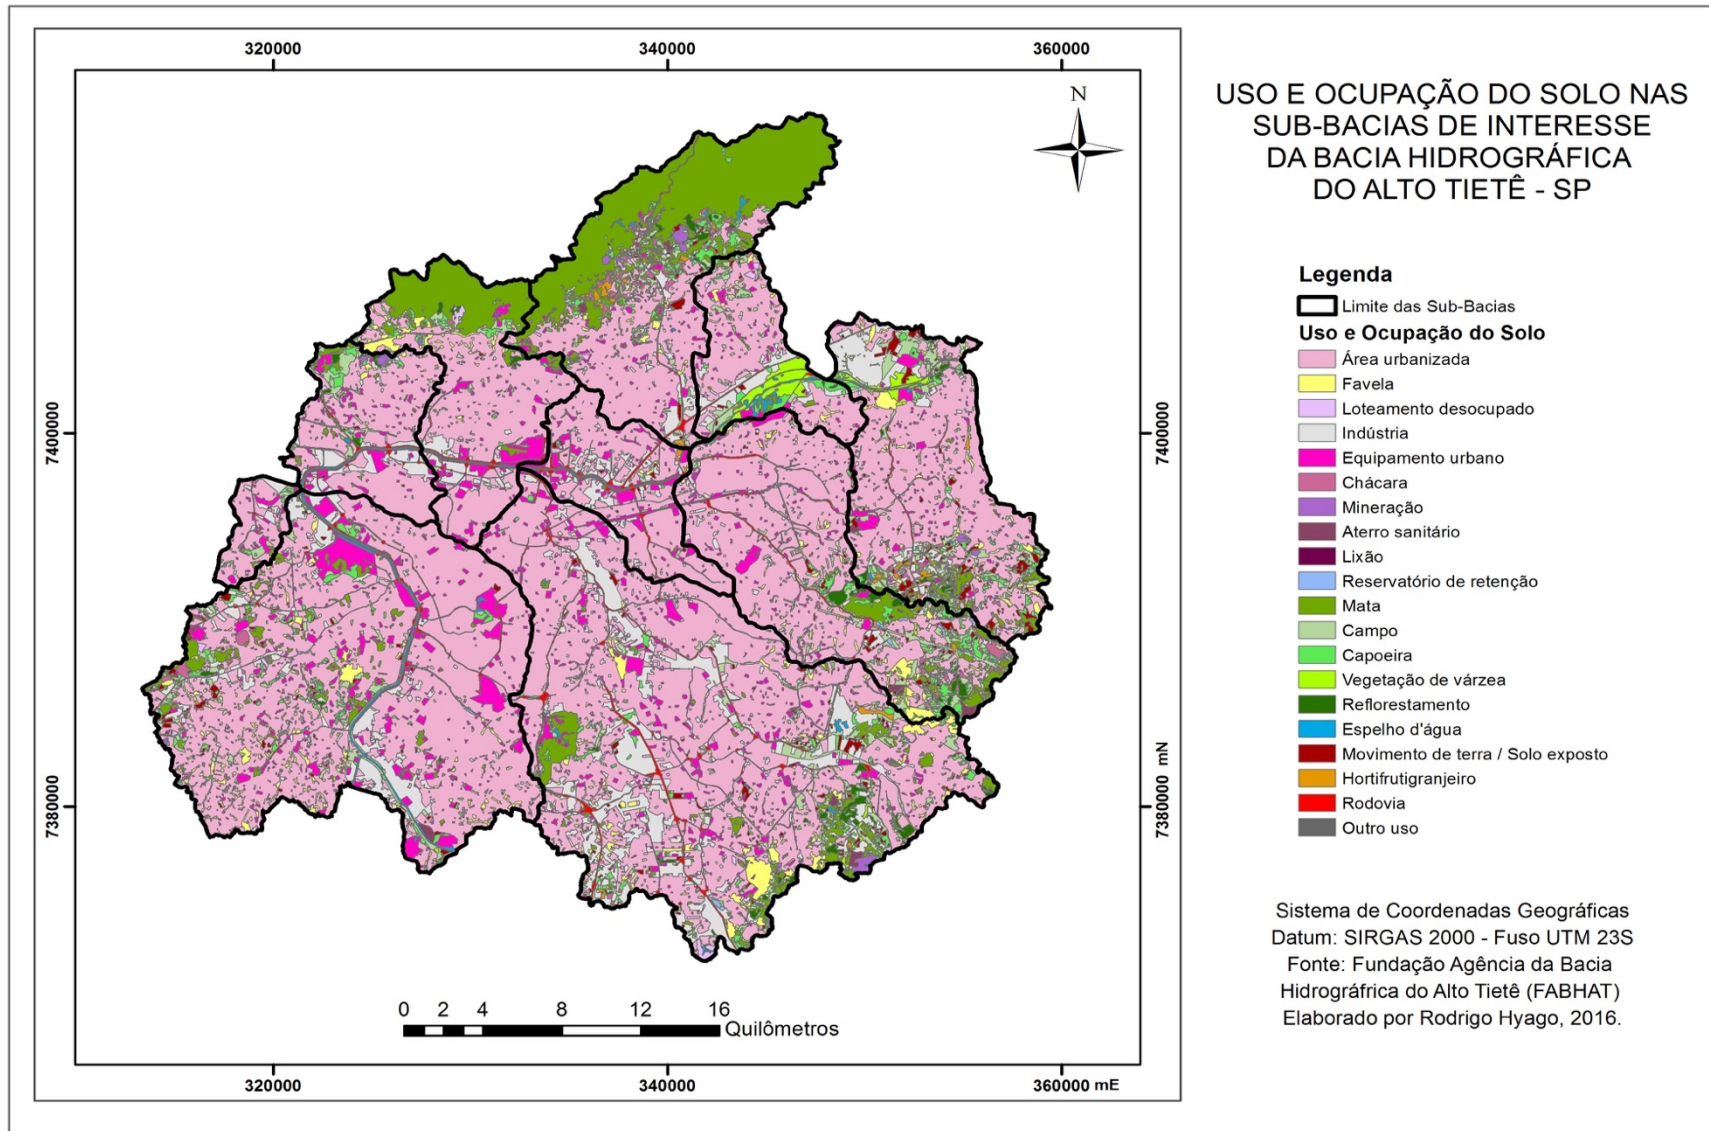 USO E OCUPAÇÃO DO SOLO NAS
SUB-BACIAS DE INTERESSE
DA BACIA HIDROGRÁFICA
DO ALTO TIETÊ - SP
320000
340000
360000
N
7400000
7400000
7380000
7380000 mN
0 2 4 8 12 16
Quilômetros
320000
340000
360000 mE
Legenda
Limite das Sub-Bacias
Uso e Ocupação do Solo
Área urbanizada
Favela
Loteamento desocupado
Indústria
Equipamento urbano
Chácara
Mineração
Aterro sanitário
Lixão
Reservatório de retenção
Mata
Campo
Capoeira
Vegetação de várzea
Reflorestamento
Espelho d'água
Movimento de terra / Solo exposto
Hortifrutigranjeiro
Rodovia
Outro uso
Sistema de Coordenadas Geográficas
Datum: SIRGAS 2000 - Fuso UTM 23S
Fonte: Fundação Agência da Bacia
Hidrográfrica do Alto Tietê (FABHAT)
Elaborado por Rodrigo Hyago, 2016.